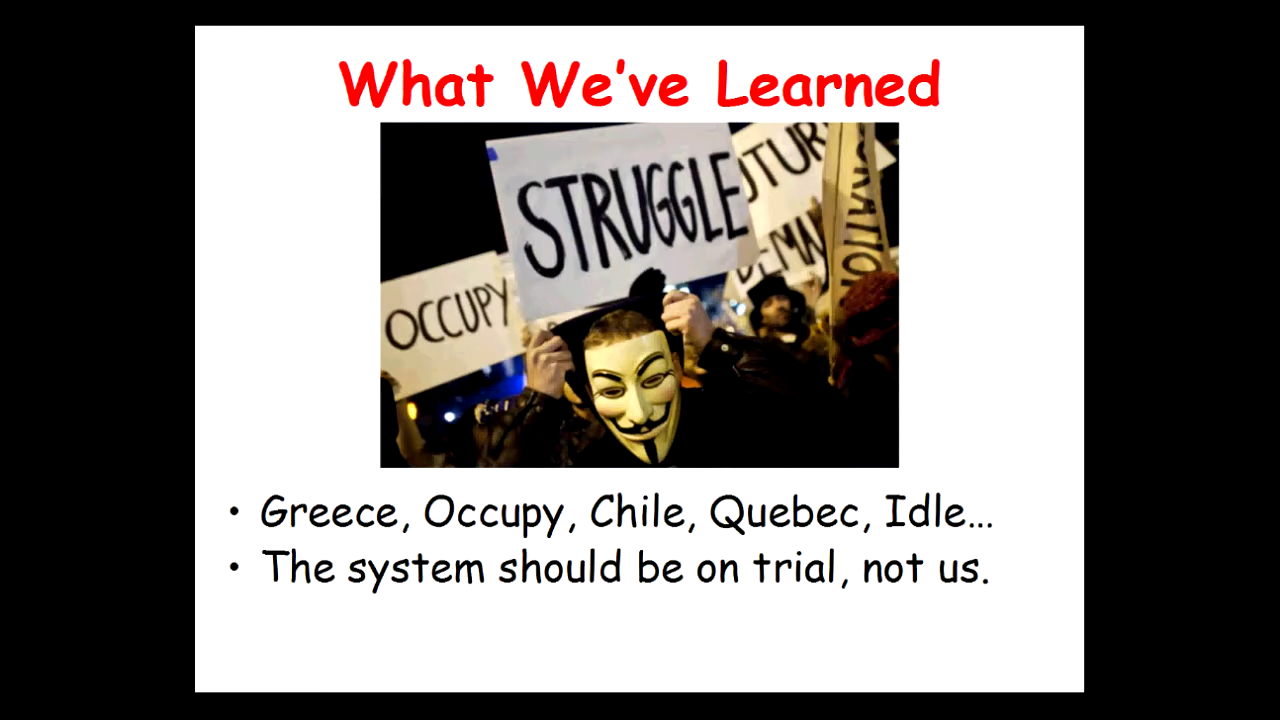 What We've Learned
STRUGGLE
OCCUPY
Greece, Occupy, Chile, Quebec, Idle...
The system should be on trial, not us.